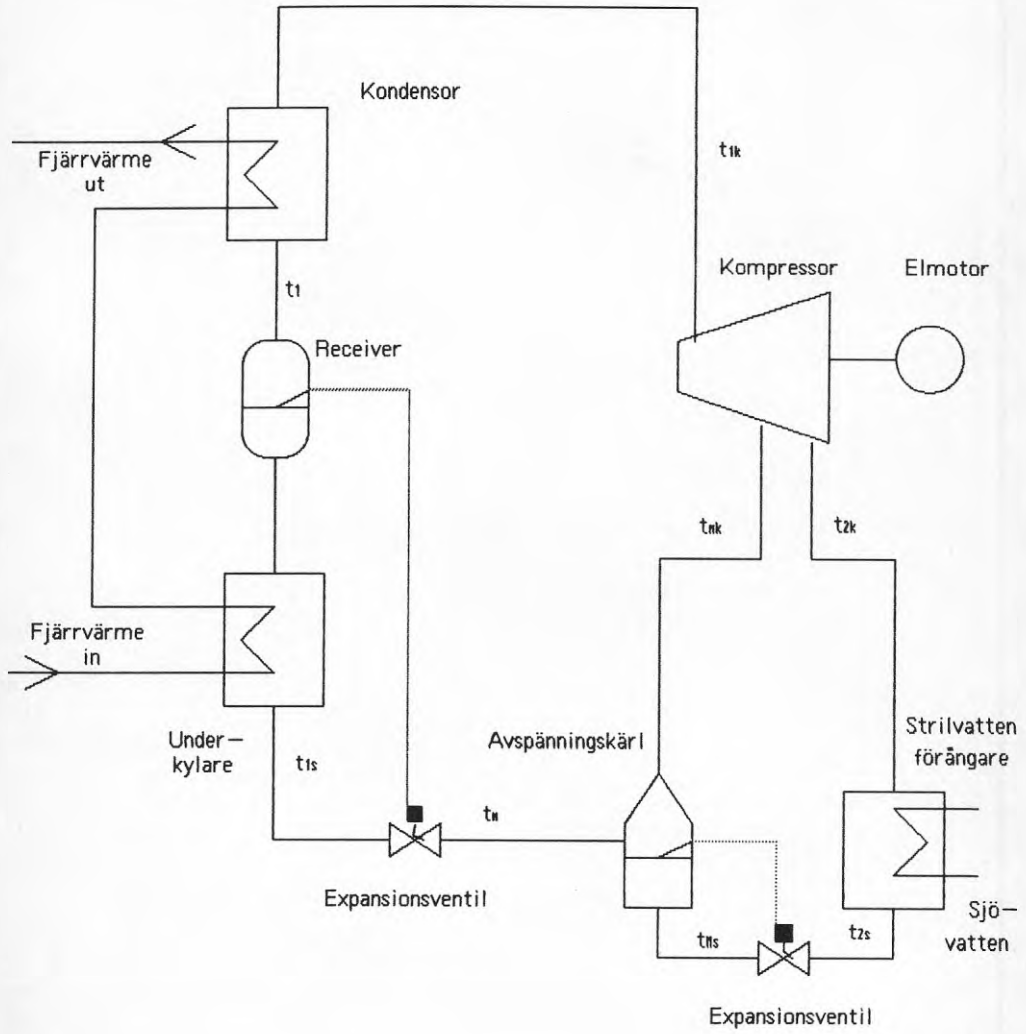 Kondensor
Fjärrvärme
ut
t1k
Kompressor
Elmotor
t1
Receiver
tMk
t2k
Fjärrvärme
in
Under-
kylare
t1s
Avspänningskärl
Strilvatten
förångare
tM
Expansionsventil
tMs
t2s
Sjö-
vatten
Expansionsventil